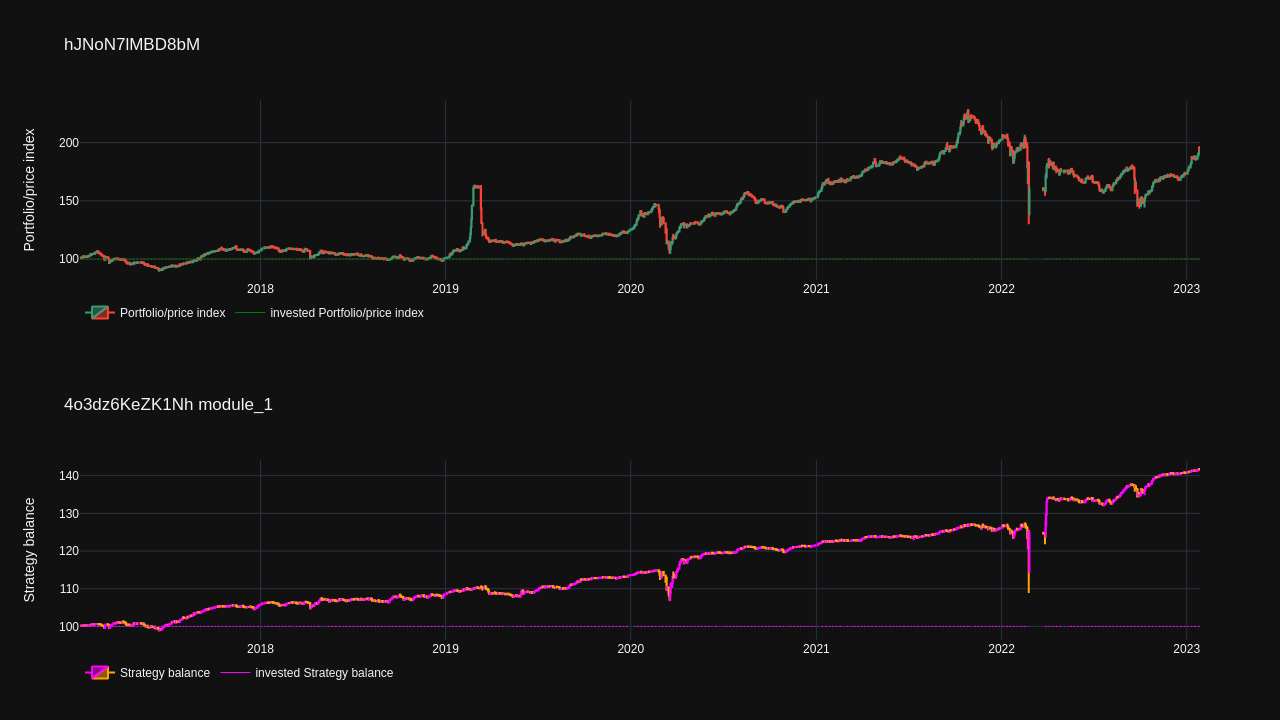 hJNoN7lMBD8bM
Portfolio/price index
200
150
100
2018
2019
2020
2021
2022
2023
Portfolio/price index
invested Portfolio/price index
4o3dz6KeZK1Nh module_1
Strategy balance
140
130
120
110
100
2018
2019
2020
2021
2022
2023
Strategy balance
invested Strategy balance